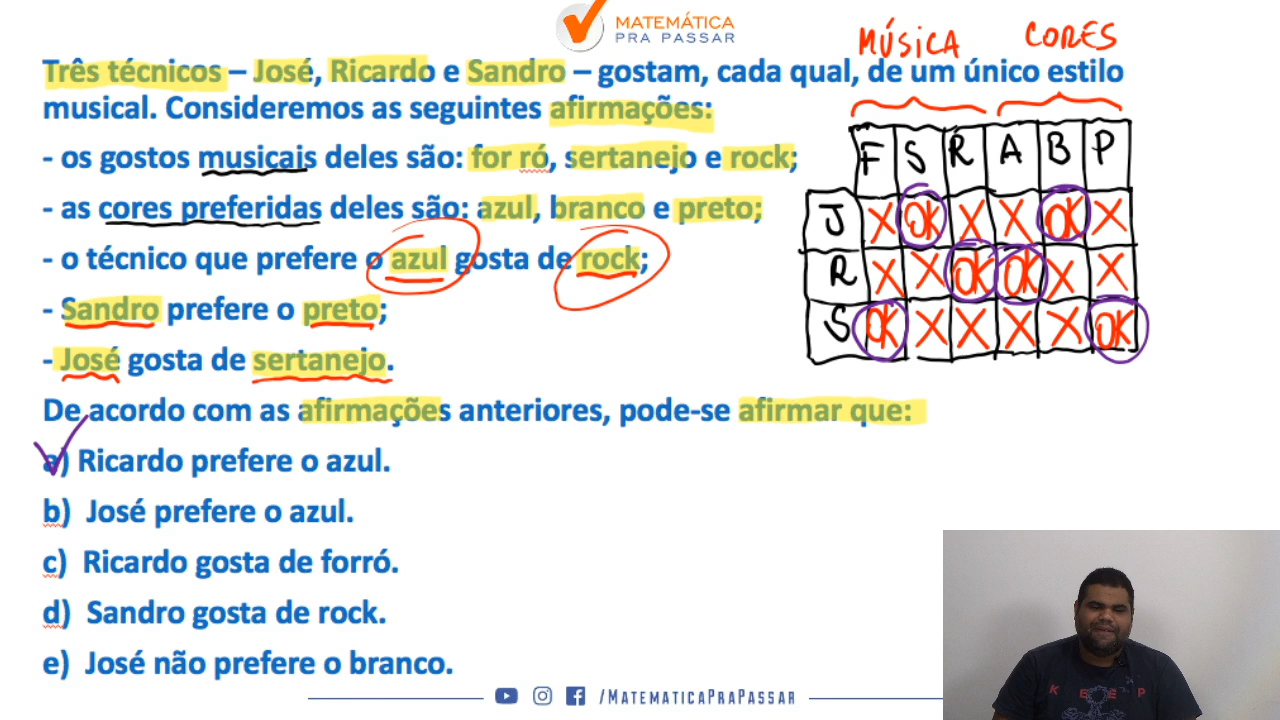 MATEMÁTICA
PRA PASSAR
MÚSICA
CORES
Três técnicos – José, Ricardo e Sandro – gostam, cada qual, de um único estilo
musical. Consideremos as seguintes afirmações:
- os gostos musicais deles são: for ró, sertanejo e rock;
- as cores preferidas deles são: azul, branco e preto;
- o técnico que prefere o azul gosta de rock;
- Sandro prefere o preto;
- José gosta de sertanejo.
De acordo com as afirmações anteriores, pode-se afirmar que:
a) Ricardo prefere o azul.
b) José prefere o azul.
c) Ricardo gosta de forró.
d) Sandro gosta de rock.
e) José não prefere o branco.
F S R A B P
J X OK X X OK X
R X X OK OK X X
S OK X X X X OK
K E E P
/MATEMATICAPRAPASSAR